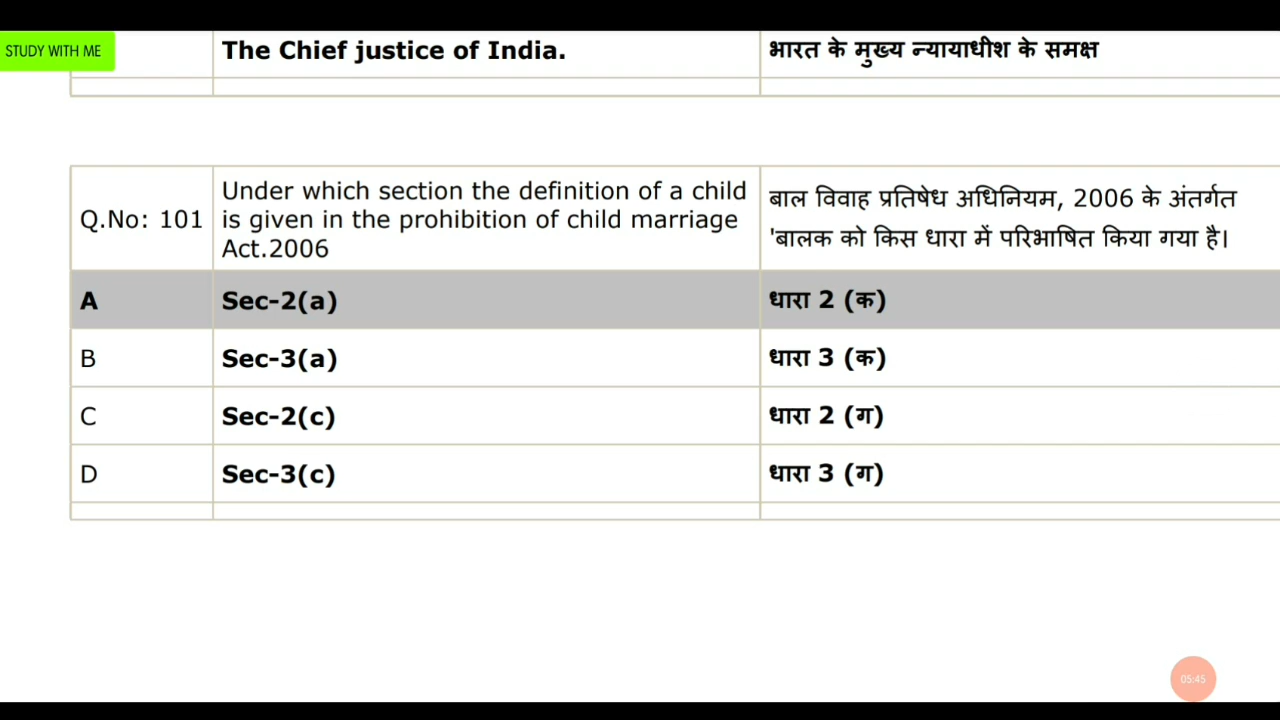 STUDY WITH ME
The Chief justice of India.
भारत के मुख्य न्यायाधीश के समक्ष
Q.No: 101
Under which section the definition of a child
is given in the prohibition of child marriage
Act.2006
बाल विवाह प्रतिषेध अधिनियम, 2006 के अंतर्गत
'बालक को किस धारा में परिभाषित किया गया है।
A
Sec-2(a)
धारा 2 (क)
B
Sec-3(a)
धारा 3 (क)
C
Sec-2(c)
धारा 2 (ग)
D
Sec-3(c)
धारा 3 (ग)
05:45